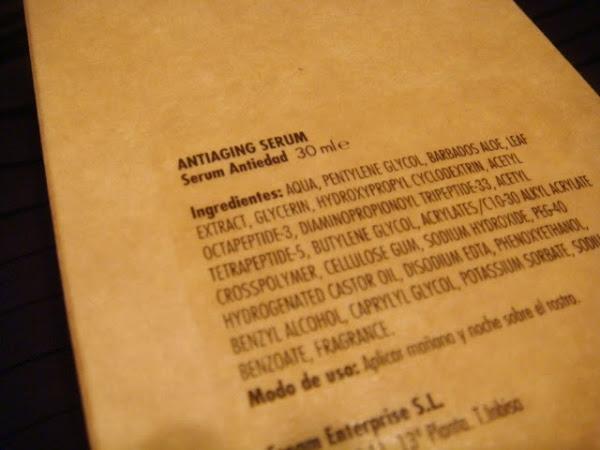 ANTIAGING SERUM
Serum Antiedad 30 ml e
Ingredientes: AQUA, PENTYLENE GLYCOL, BARBADOS ALOE, LEAF
EXTRACT, GLYCERIN, HYDROXYPROPYL CYCLODEXTRIN, ACETYL
OCTAPEPTIDE-3, DIAMINOPROPIONOYL TRIPEPTIDE-33, ACETYL
TETRAPEPTIDE-5, BUTYLENE GLYCOL, ACRYLATES/C10-30 ALKYL ACRYLATE
CROSSPOLYMER, CELLULOSE GUM, SODIUM HYDROXIDE, PEG-40
HYDROGENATED CASTOR OIL, DISODIUM EDTA, PHENOXYETHANOL,
BENZYL ALCOHOL, CAPRYLYL GLYCOL, POTASSIUM SORBATE, SODIU
BENZOATE, FRAGRANCE.
Modo de uso: Aplicar mañana y noche sobre el rostro.
Enterprise S.L.
13ª Planta.